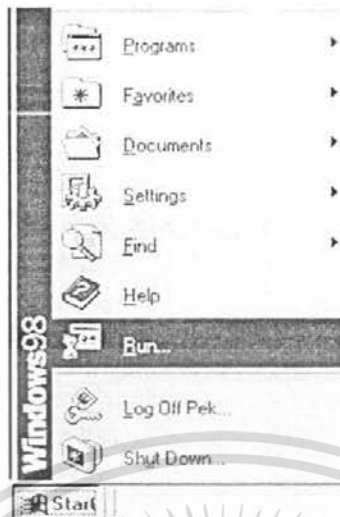 Programs
Favorites
Documents
Settings
Find
Help
Run...
Log Off Pek...
Shut Down...
Windows98
Start